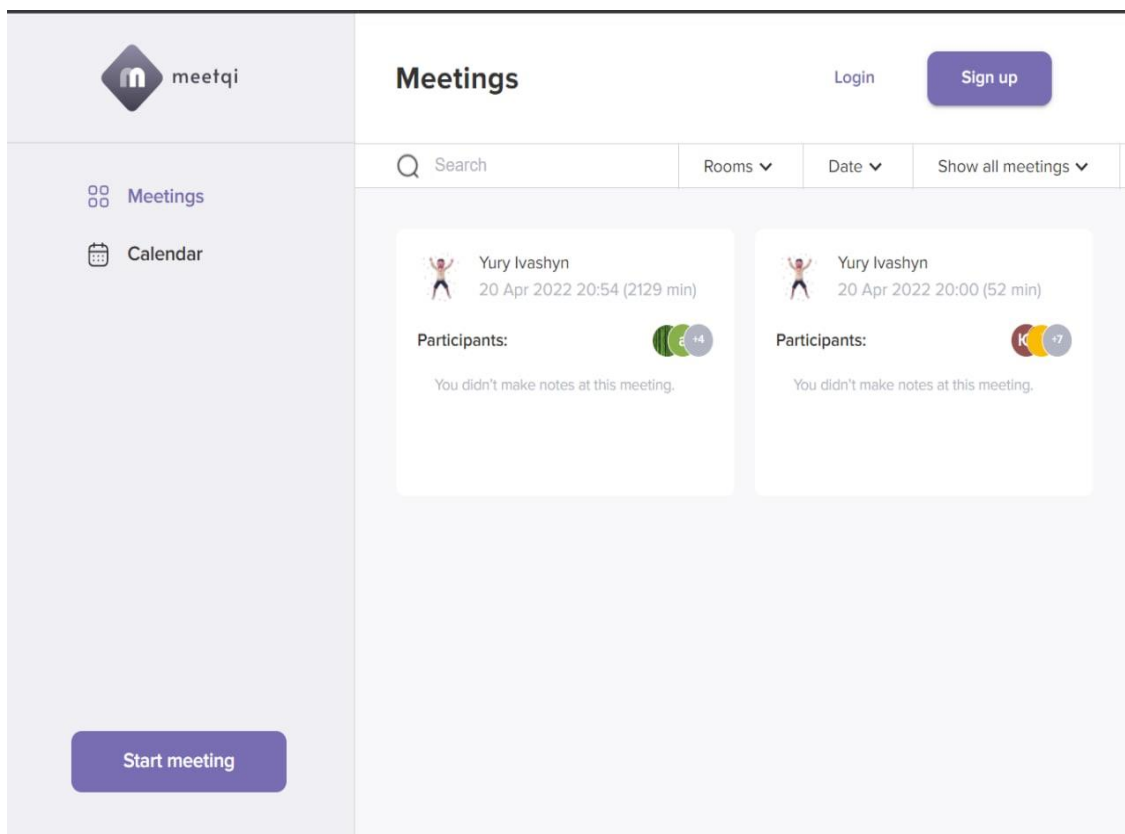 meetqi
Meetings
Login
Sign up
Search
Rooms
Date
Show all meetings
Meetings
Calendar
Yury Ivashyn
20 Apr 2022 20:54 (2129 min)
Participants:
a
+4
You didn't make notes at this meeting.
Yury Ivashyn
20 Apr 2022 20:00 (52 min)
Participants:
K
+7
You didn't make notes at this meeting.
Start meeting